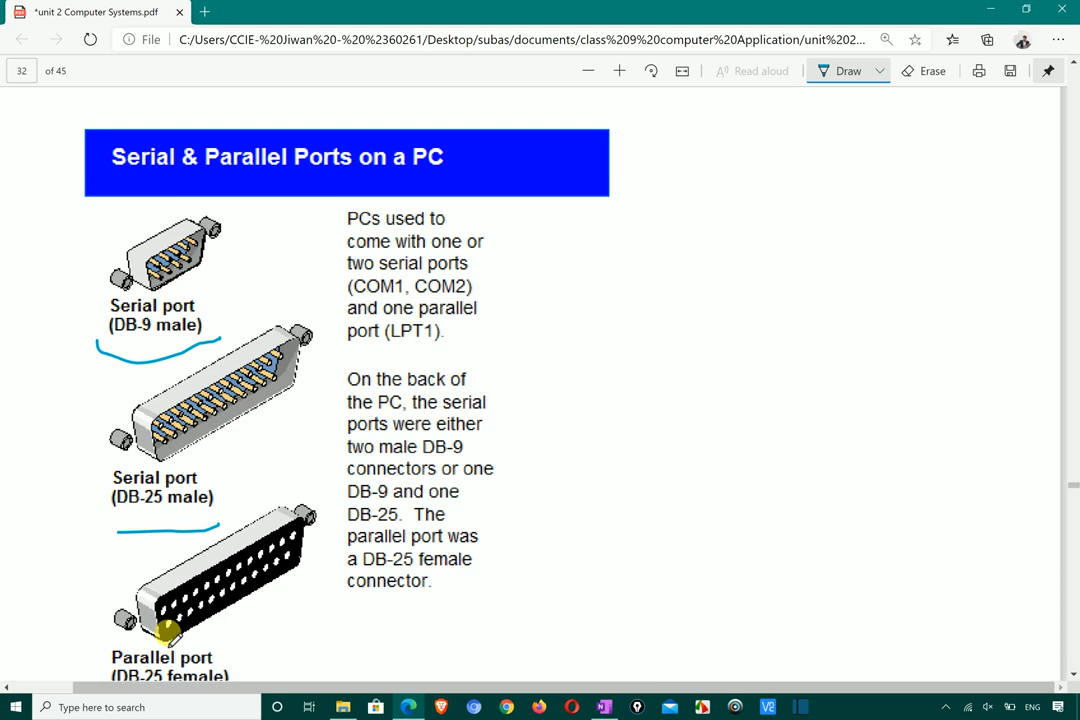 *unit 2 Computer Systems.pdf
File
C:/Users/CCIE-%20Jiwan%20-%20%2360261/Desktop/subas/documents/class%209%20computer%20Application/unit%202...
32 of 45
Read aloud
Draw
Erase
Serial & Parallel Ports on a PC
Serial port
(DB-9 male)
Serial port
(DB-25 male)
Parallel port
(DB-25 female)
PCs used to
come with one or
two serial ports
(COM1, COM2)
and one parallel
port (LPT1).
On the back of
the PC, the serial
ports were either
two male DB-9
connectors or one
DB-9 and one
DB-25. The
parallel port was
a DB-25 female
connector.
Type here to search
ENG